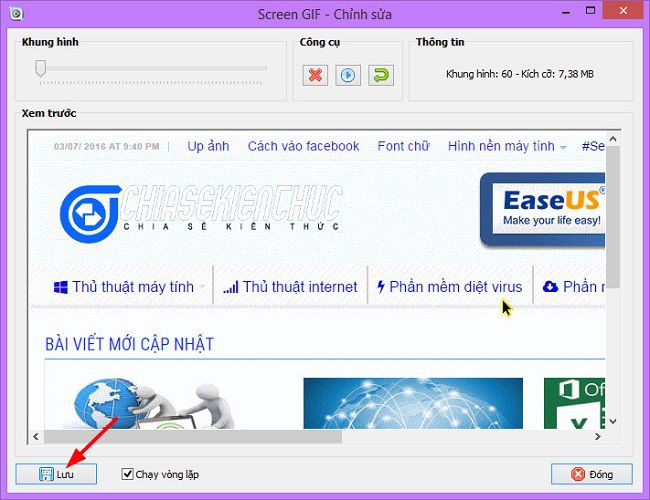 Screen GIF - Chỉnh sửa
Khung hình
Công cụ
Thông tin
Khung hình: 60 - Kích cỡ: 7,38 MB
Xem trước
03/07/ 2016 AT 9:40 PM Up ảnh Cách vào facebook Font chữ Hình nền máy tính #Se
CHIASEKIENTHUC
CHIA SẺ KIẾN THỨC
EaseUS®
Make your life easy!
Thủ thuật máy tính Thủ thuật internet Phần mềm diệt virus Phần
BÀI VIẾT MỚI CẬP NHẬT
Of
X
Lưu Chạy vòng lặp Đóng